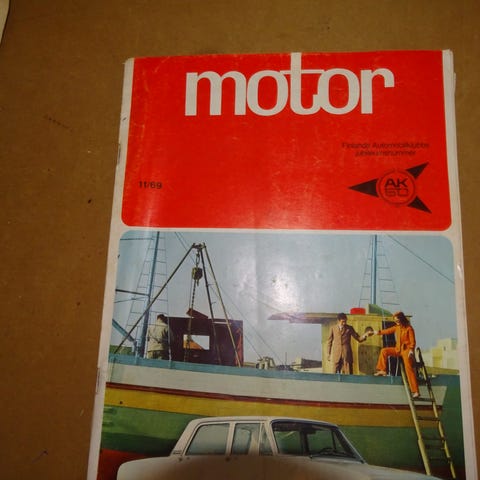 motor
Finlands Automobilklubbs
jubileumsnummer
11/69
AK
50